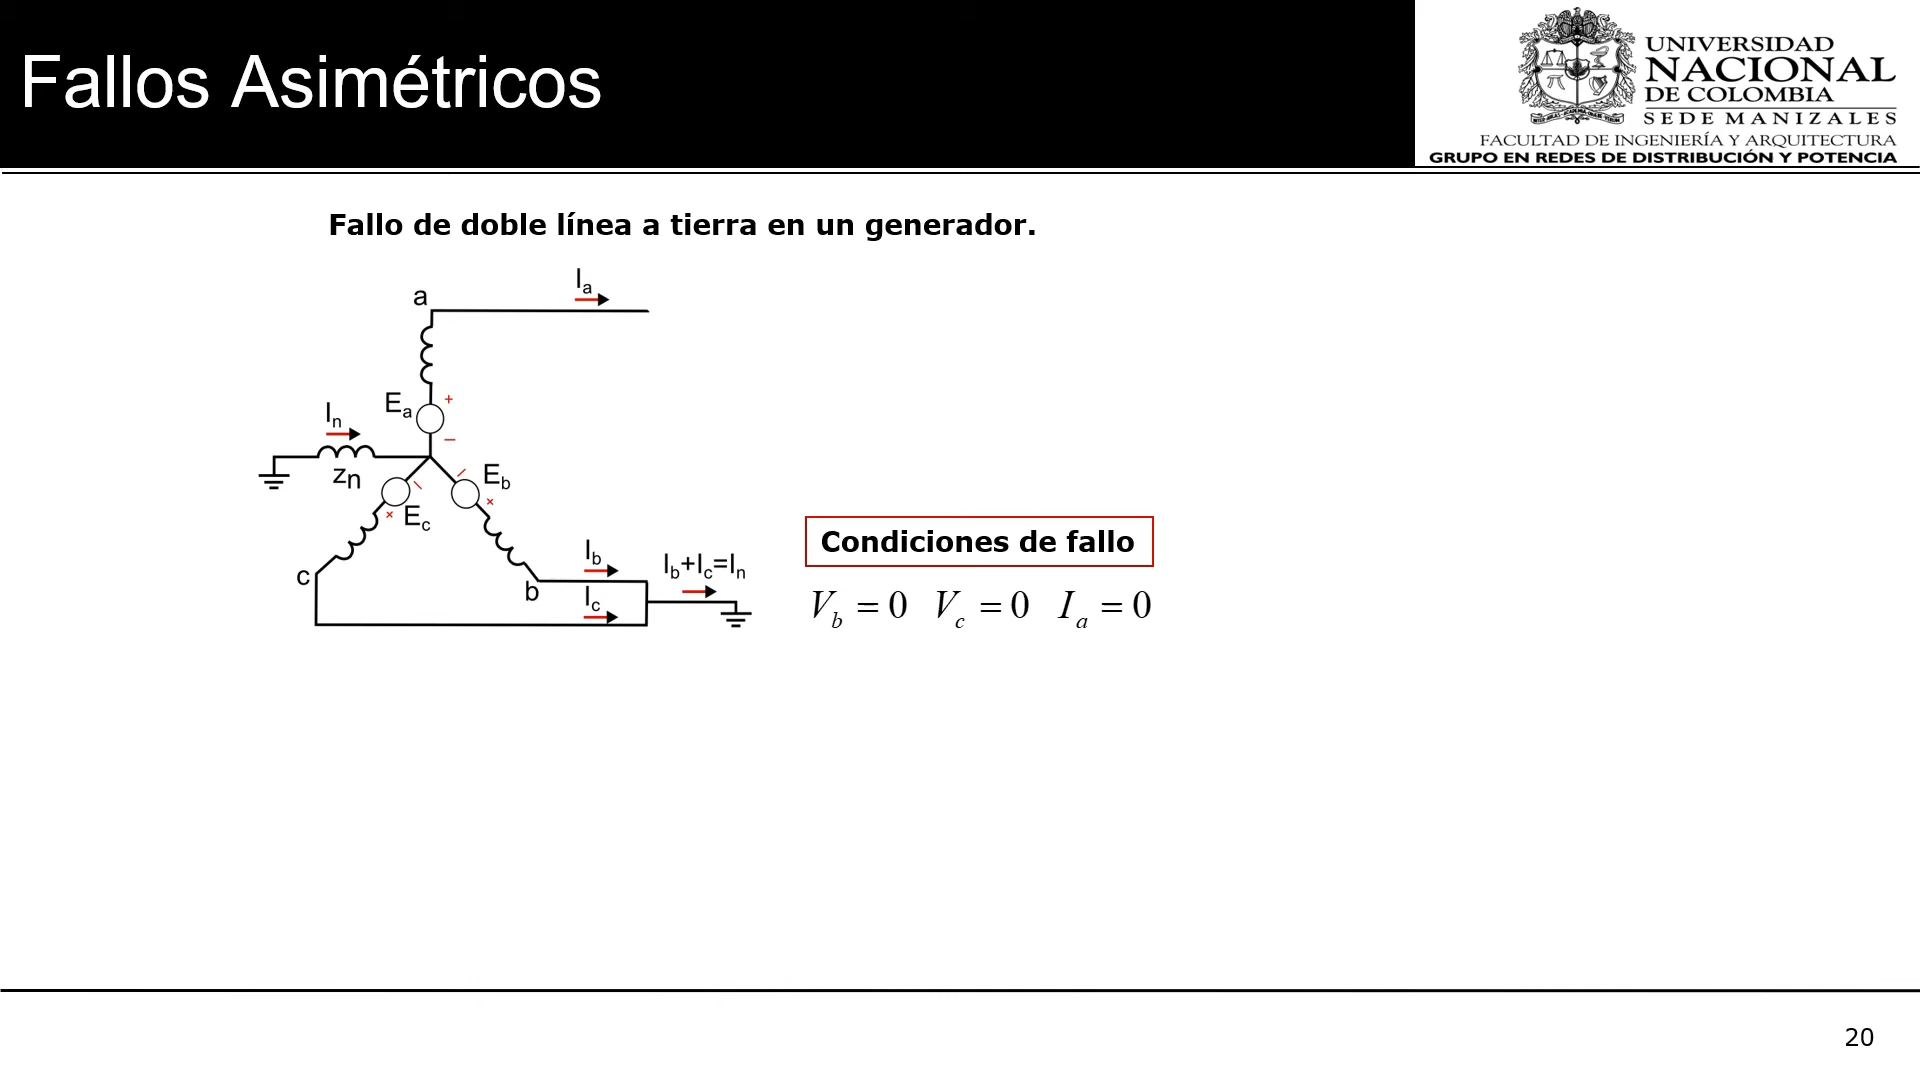 Fallos Asimétricos
UNIVERSIDAD
NACIONAL
DE COLOMBIA
SEDE MANIZALES
FACULTAD DE INGENIERÍA Y ARQUITECTURA
GRUPO EN REDES DE DISTRIBUCIÓN Y POTENCIA
Fallo de doble línea a tierra en un generador.
Ia
a
Ea
+
–
In
zn
Eb
Ec
c
b
Ib
Ib+Ic=In
Ic
Condiciones de fallo
Vb = 0 Vc = 0 Ia = 0
20